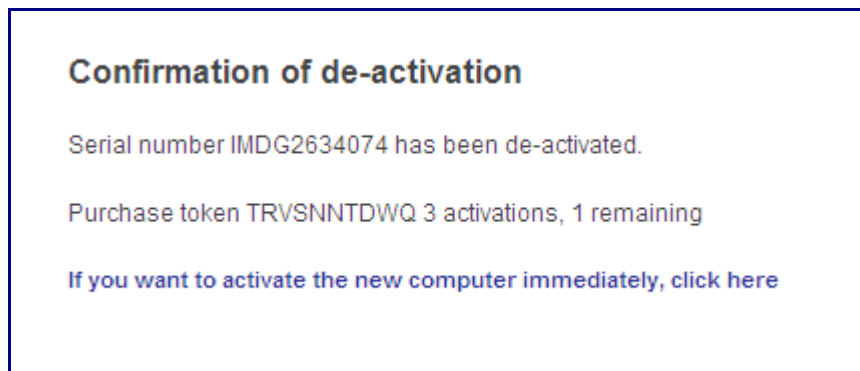 Confirmation of de-activation
Serial number IMDG2634074 has been de-activated.
Purchase token TRVSNNTDWQ 3 activations, 1 remaining
If you want to activate the new computer immediately, click here